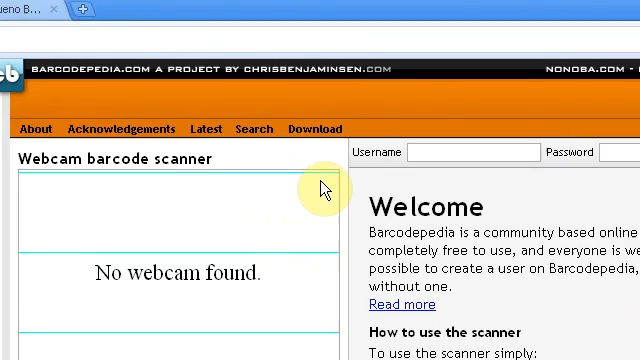 ueno B...
eb
BARCODEPEDIA.COM A PROJECT BY CHRISBENJAMINSEN.COM
NONOBA.COM -
About Acknowledgements Latest Search Download
Webcam barcode scanner
Username
Password
No webcam found.
Welcome
Barcodepedia is a community based online
completely free to use, and everyone is we
possible to create a user on Barcodepedia,
without one.
Read more
How to use the scanner
To use the scanner simply: